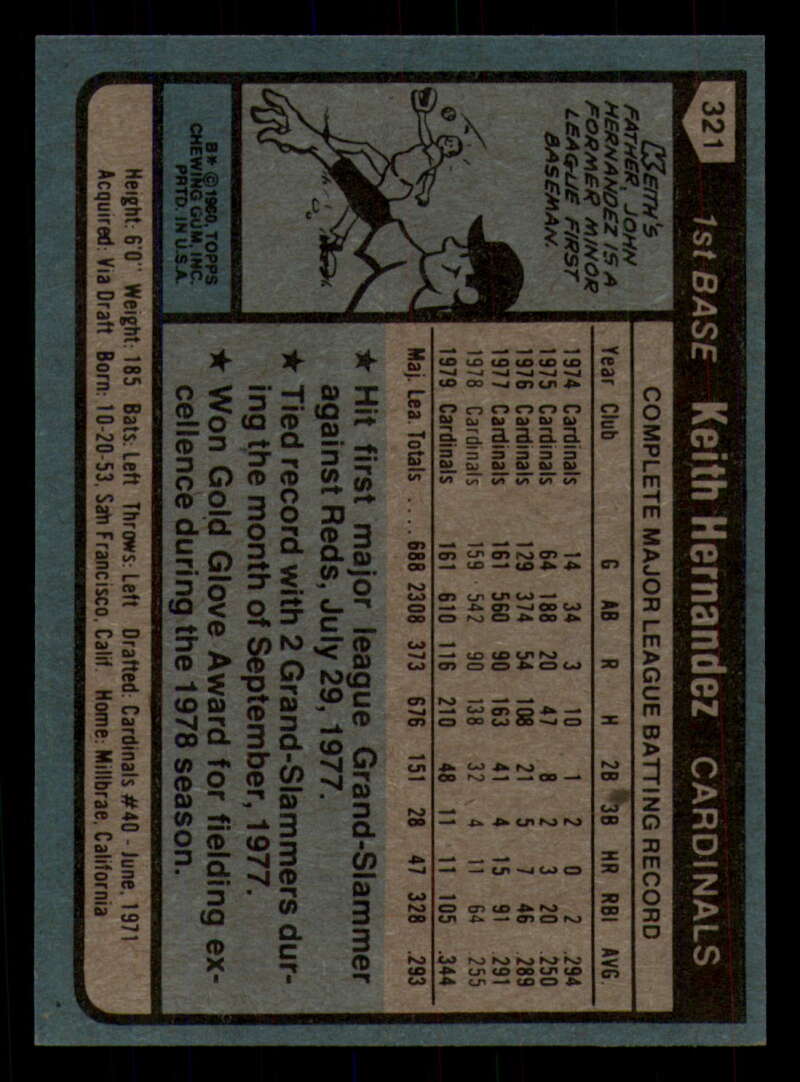 321
1st BASE Keith Hernandez CARDINALS
KEITH'S
FATHER, JOHN
HERNANDEZ IS A
FORMER MINOR
LEAGUE FIRST
BASEMAN.
B* ©1980, TOPPS
CHEWING GUM, INC.
PRTD. IN U.S.A.
COMPLETE MAJOR LEAGUE BATTING RECORD
Year Club G AB R H 2B 3B HR RBI AVG.
1974 Cardinals 14 34 3 10 1 2 0 2 .294
1975 Cardinals 64 188 20 47 8 2 3 20 .250
1976 Cardinals 129 374 54 108 21 5 7 46 .289
1977 Cardinals 161 560 90 163 41 4 15 91 .291
1978 Cardinals 159 542 90 138 32 4 11 64 .255
1979 Cardinals 161 610 116 210 48 11 11 105 .344
Maj. Lea. Totals .... 688 2308 373 676 151 28 47 328 .293
★ Hit first major league Grand-Slammer
against Reds, July 29, 1977.
★ Tied record with 2 Grand-Slammers dur-
ing the month of September, 1977.
★ Won Gold Glove Award for fielding ex-
cellence during the 1978 season.
Height: 6'0" Weight: 185 Bats: Left Throws: Left Drafted: Cardinals #40 - June, 1971
Acquired: Via Draft Born: 10-20-53, San Francisco, Calif. Home: Millbrae, California